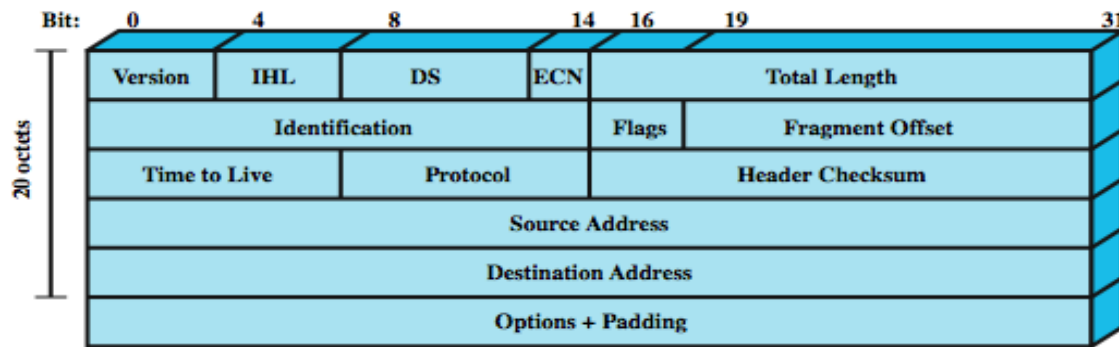 Bit: 0 4 8 14 16 19 31
Version IHL DS ECN Total Length
Identification Flags Fragment Offset
Time to Live Protocol Header Checksum
Source Address
Destination Address
Options + Padding
20 octets